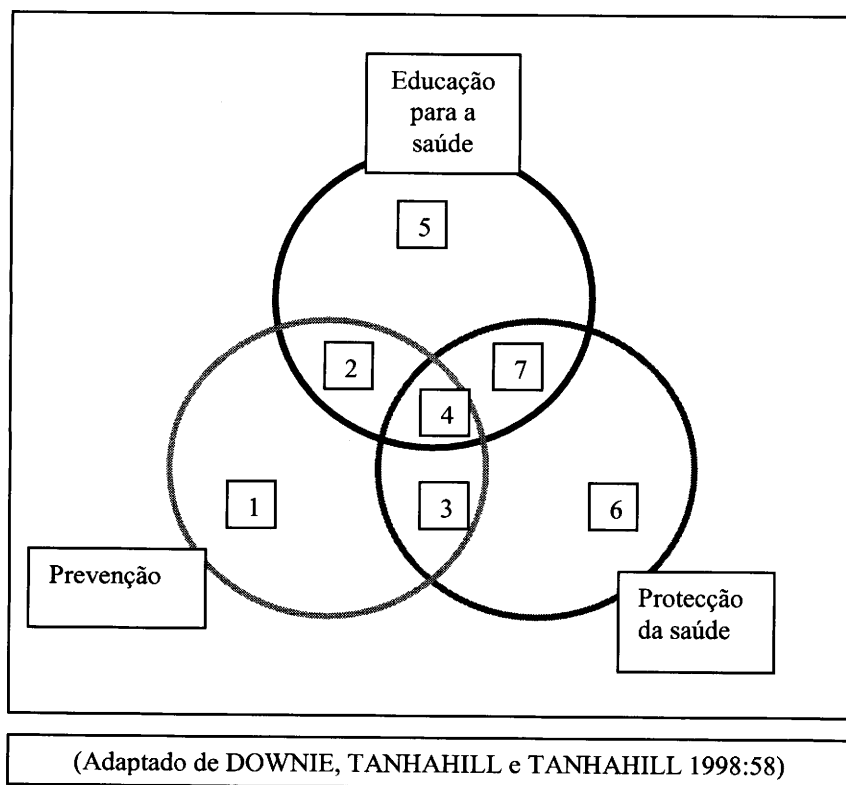 Educação
para a
saúde
5
2
7
4
1
3
6
Prevenção
Protecção
da saúde
(Adaptado de DOWNIE, TANHAHILL e TANHAHILL 1998:58)